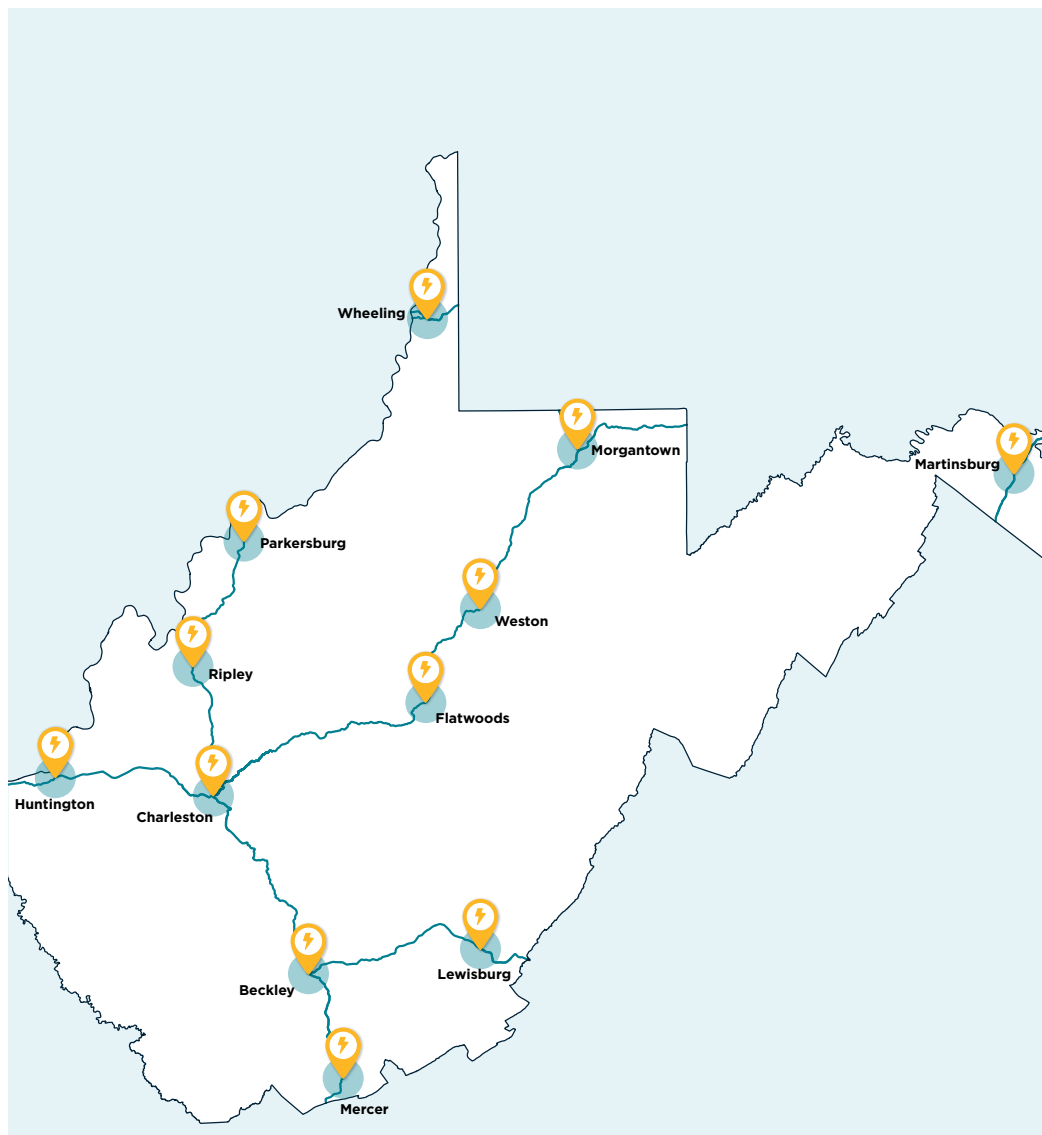 Wheeling
Morgantown
Martinsburg
Parkersburg
Weston
Ripley
Flatwoods
Huntington
Charleston
Lewisburg
Beckley
Mercer